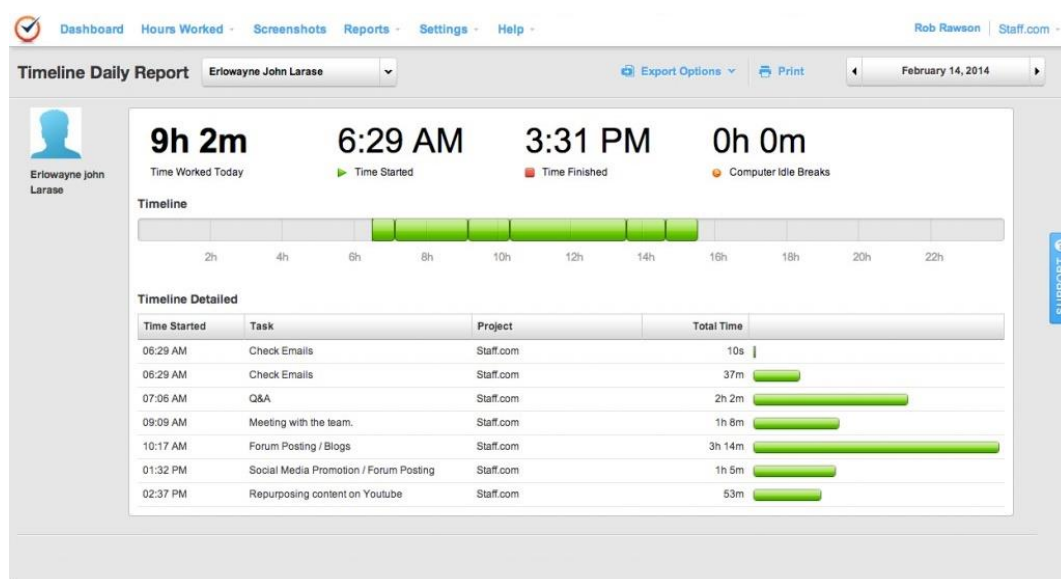 Dashboard Hours Worked Screenshots Reports Settings Help Rob Rawson Staff.com
Timeline Daily Report Erlowayne John Larase Export Options Print February 14, 2014
Erlowayne john
Larase
9h 2m 6:29 AM 3:31 PM 0h 0m
Time Worked Today Time Started Time Finished Computer Idle Breaks
Timeline
2h 4h 6h 8h 10h 12h 14h 16h 18h 20h 22h
SUPPORT
Timeline Detailed
Time Started Task Project Total Time
06:29 AM Check Emails Staff.com 10s
06:29 AM Check Emails Staff.com 37m
07:06 AM Q&A Staff.com 2h 2m
09:09 AM Meeting with the team. Staff.com 1h 8m
10:17 AM Forum Posting / Blogs Staff.com 3h 14m
01:32 PM Social Media Promotion / Forum Posting Staff.com 1h 5m
02:37 PM Repurposing content on Youtube Staff.com 53m